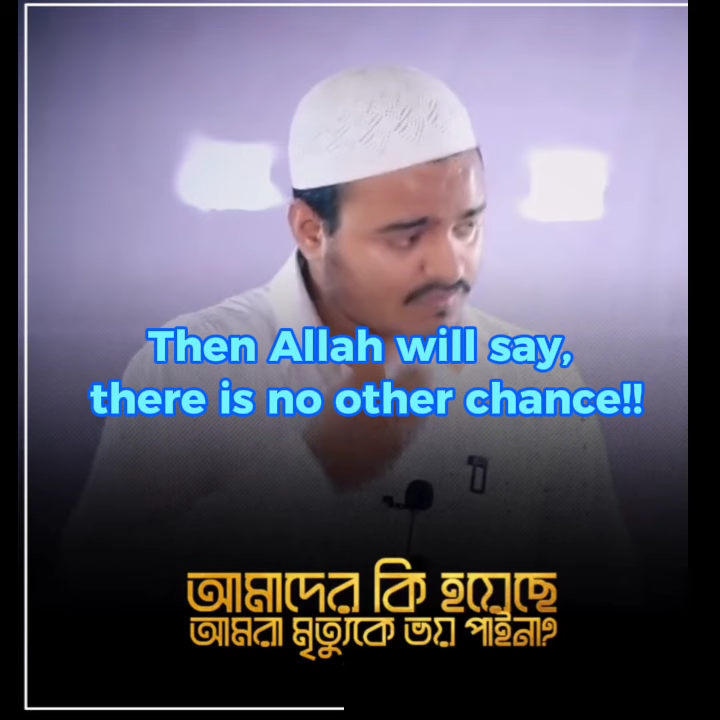 Then Allah will say,
there is no other chance!!
আমাদের কি হয়েছে
আমরা মৃত্যুকে ভয় পাইনা?